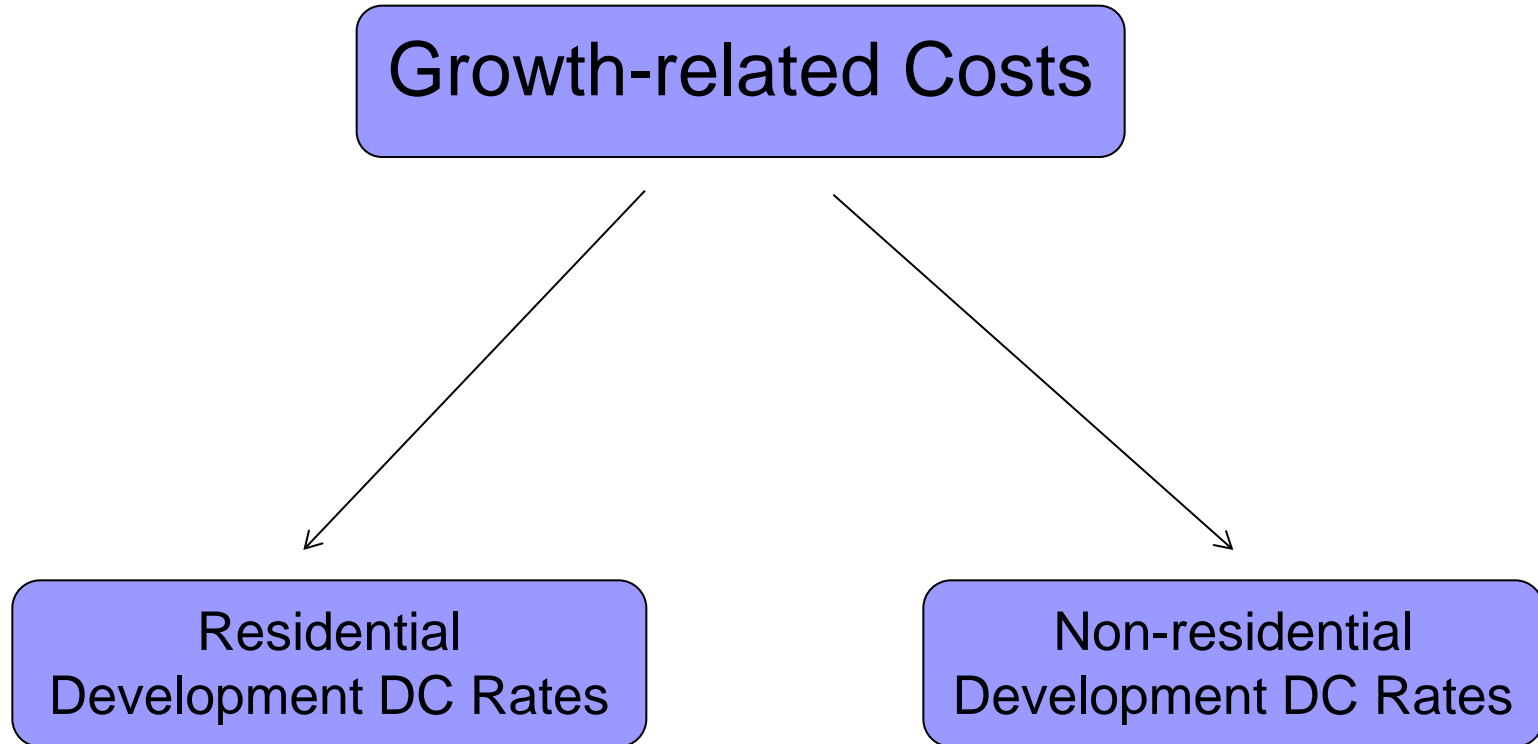 Growth-related Costs
Residential
Development DC Rates
Non-residential
Development DC Rates